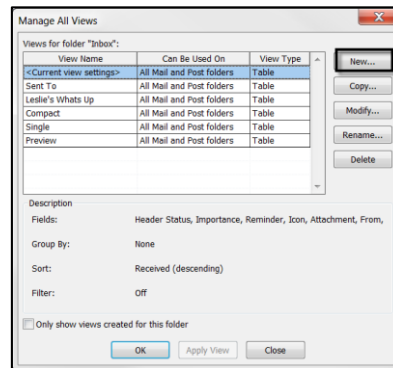 Manage All Views
Views for folder "Inbox":
View Name Can Be Used On View Type
<Current view settings> All Mail and Post folders Table
Sent To All Mail and Post folders Table
Leslie's Whats Up All Mail and Post folders Table
Compact All Mail and Post folders Table
Single All Mail and Post folders Table
Preview All Mail and Post folders Table
New...
Copy...
Modify...
Rename...
Delete
Description
Fields: Header Status, Importance, Reminder, Icon, Attachment, From,
Group By: None
Sort: Received (descending)
Filter: Off
Only show views created for this folder
OK Apply View Close